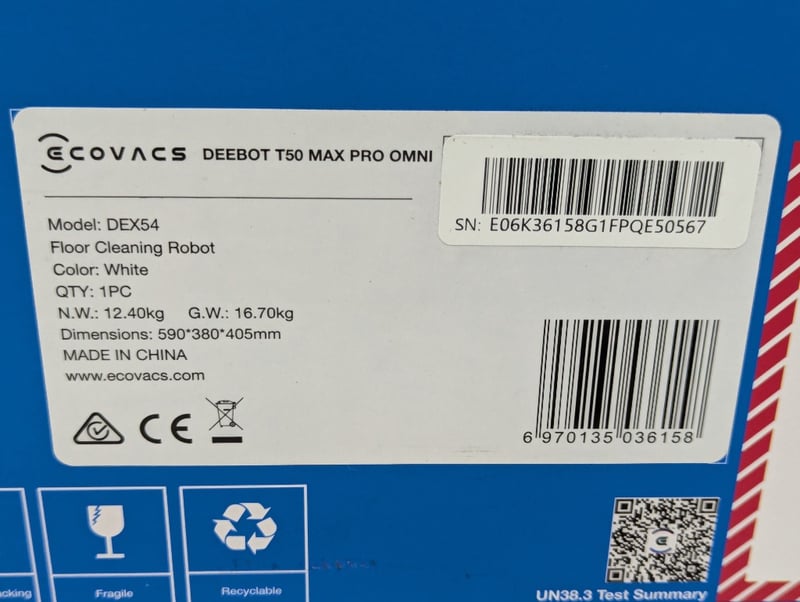 ECOVACS DEEBOT T50 MAX PRO OMNI
SN: E06K36158G1FPQE50567
Model: DEX54
Floor Cleaning Robot
Color: White
QTY: 1PC
N.W.: 12.40kg G.W.: 16.70kg
Dimensions: 590*380*405mm
MADE IN CHINA
www.ecovacs.com
CE
6 970135 036158
Fragile
Recyclable
UN38.3 Test Summary